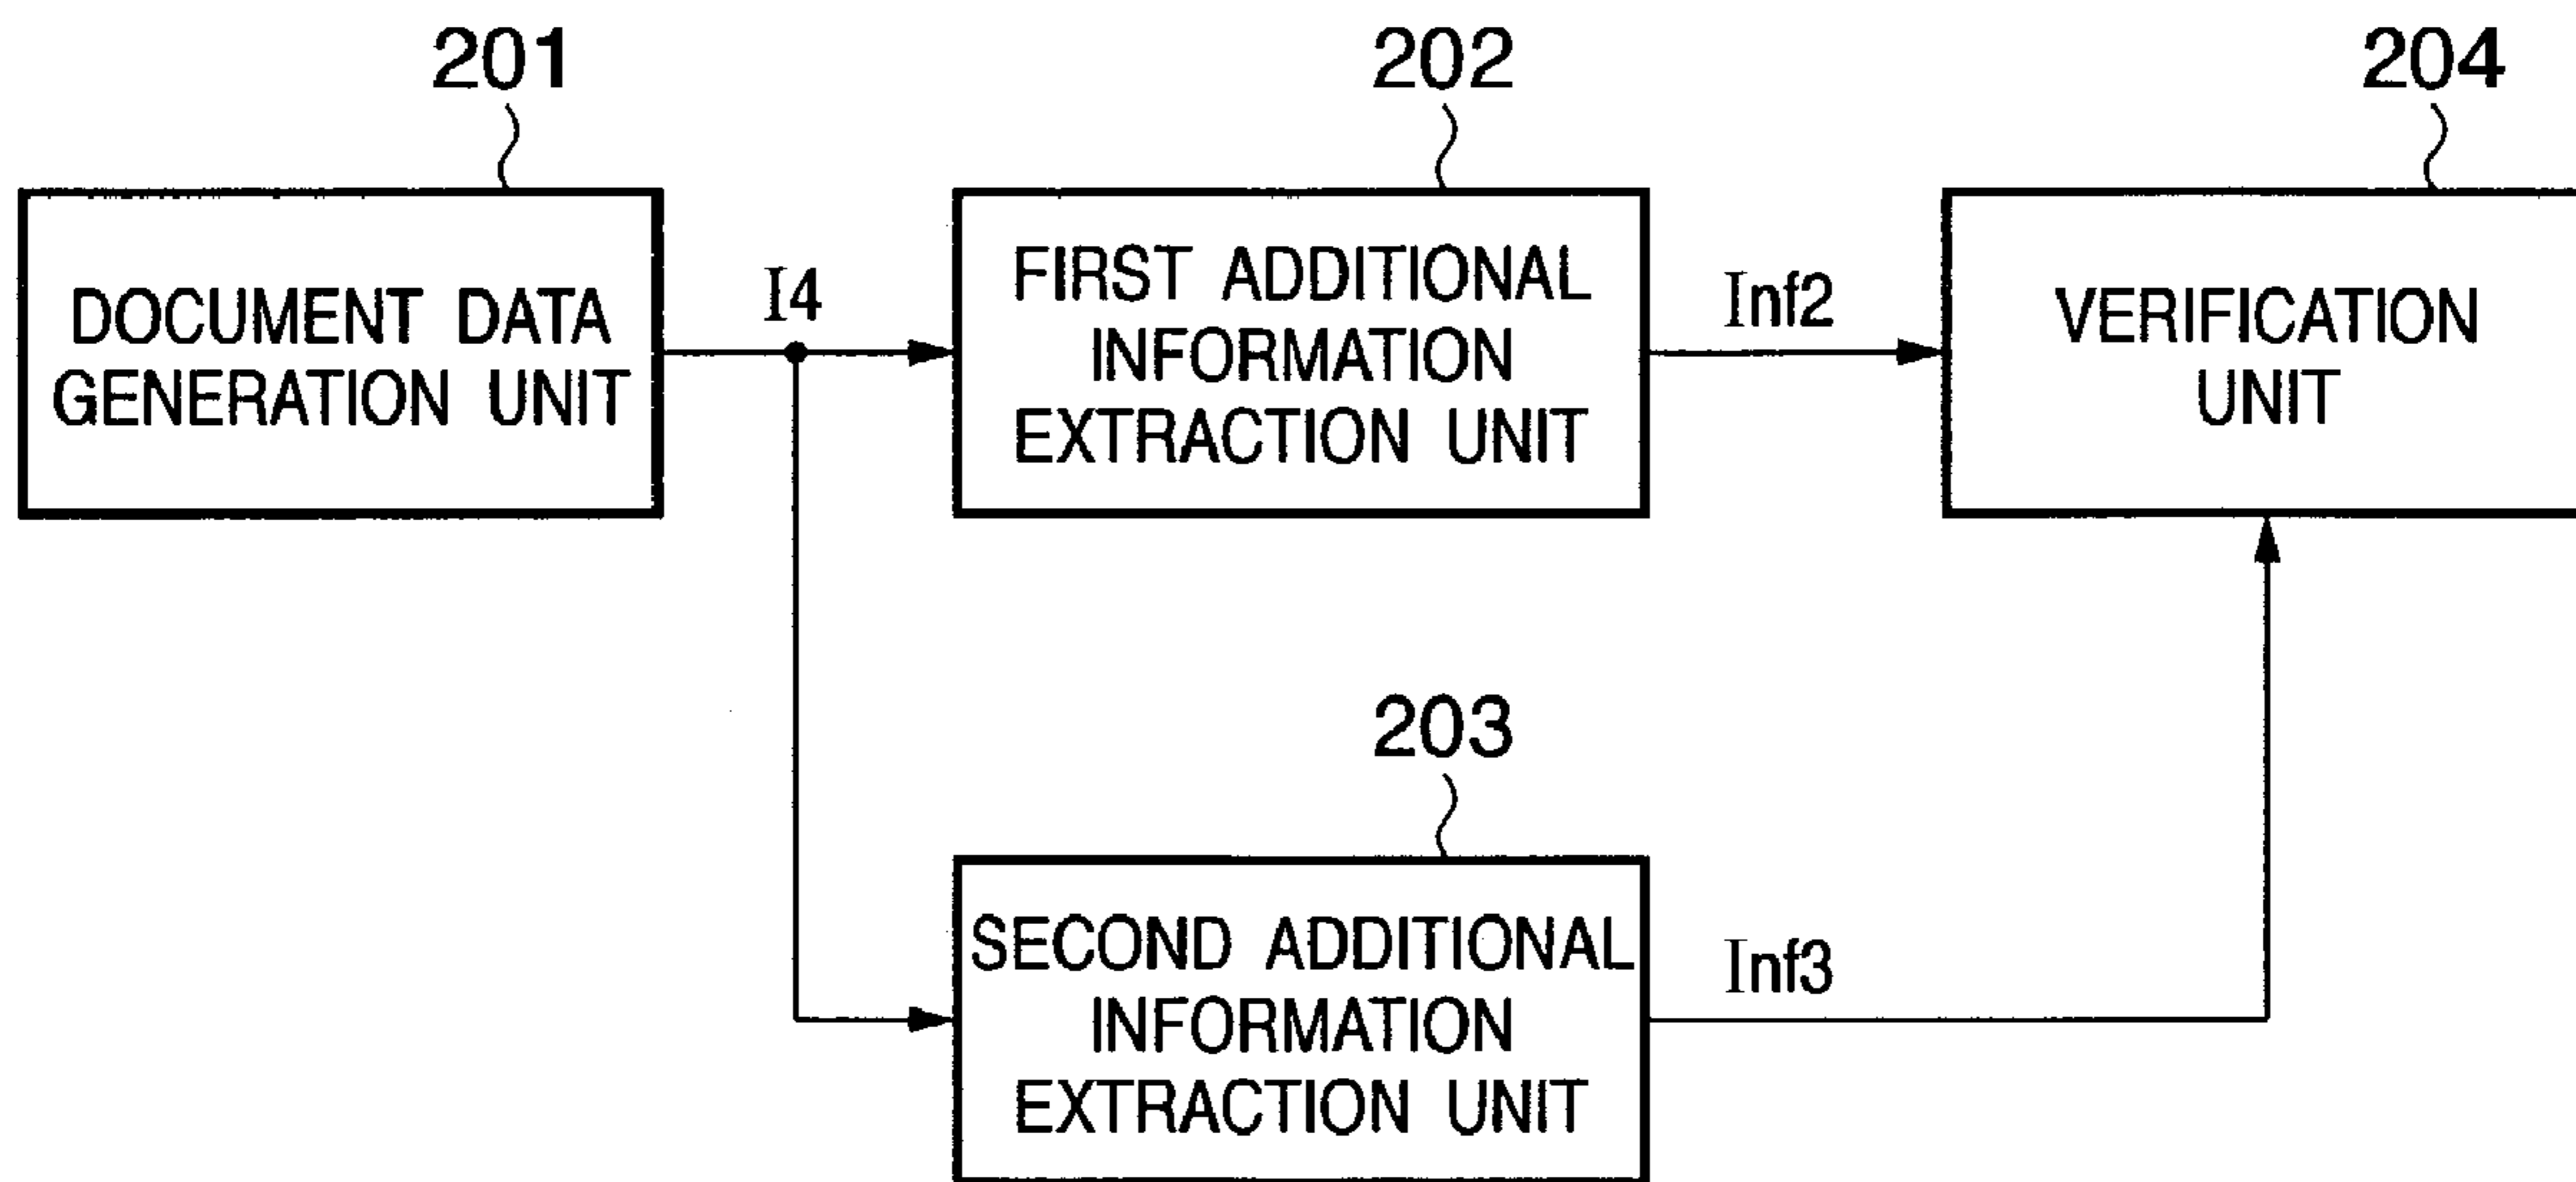 201
202
204
DOCUMENT DATA
GENERATION UNIT
I4
FIRST ADDITIONAL
INFORMATION
EXTRACTION UNIT
Inf2
VERIFICATION
UNIT
203
SECOND ADDITIONAL
INFORMATION
EXTRACTION UNIT
Inf3